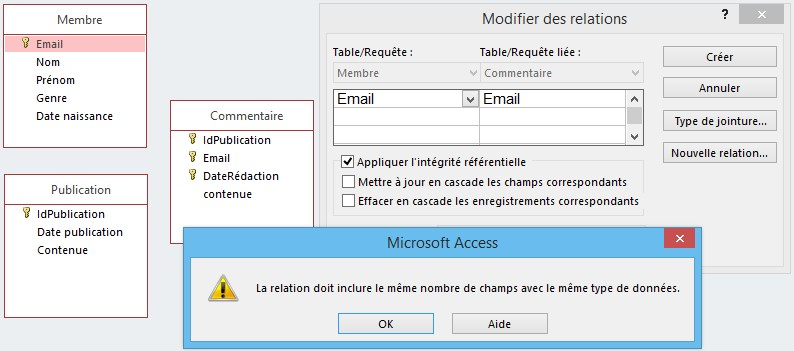 Membre
Email
Nom
Prénom
Genre
Date naissance
Commentaire
IdPublication
Email
DateRédaction
contenue
Publication
IdPublication
Date publication
Contenue
Modifier des relations
?
Table/Requête :
Table/Requête liée :
Membre
Commentaire
Email
Email
Appliquer l'intégrité référentielle
Mettre à jour en cascade les champs correspondants
Effacer en cascade les enregistrements correspondants
Créer
Annuler
Type de jointure...
Nouvelle relation...
Microsoft Access
La relation doit inclure le même nombre de champs avec le même type de données.
OK
Aide